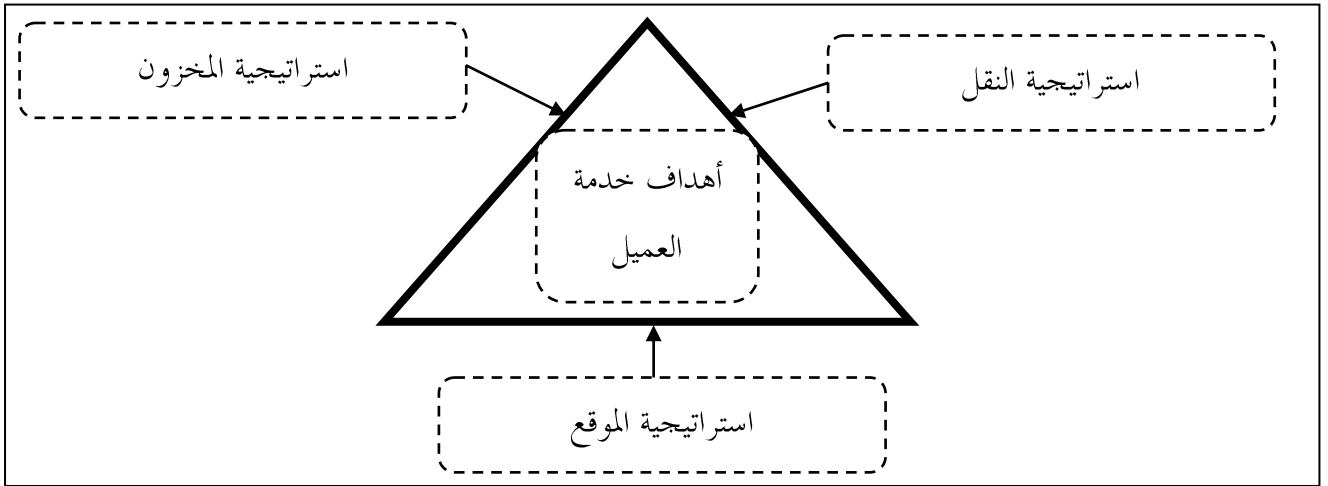 استراتيجية النقل
استراتيجية المخزون
أهداف خدمة
العميل
استراتيجية الموقع